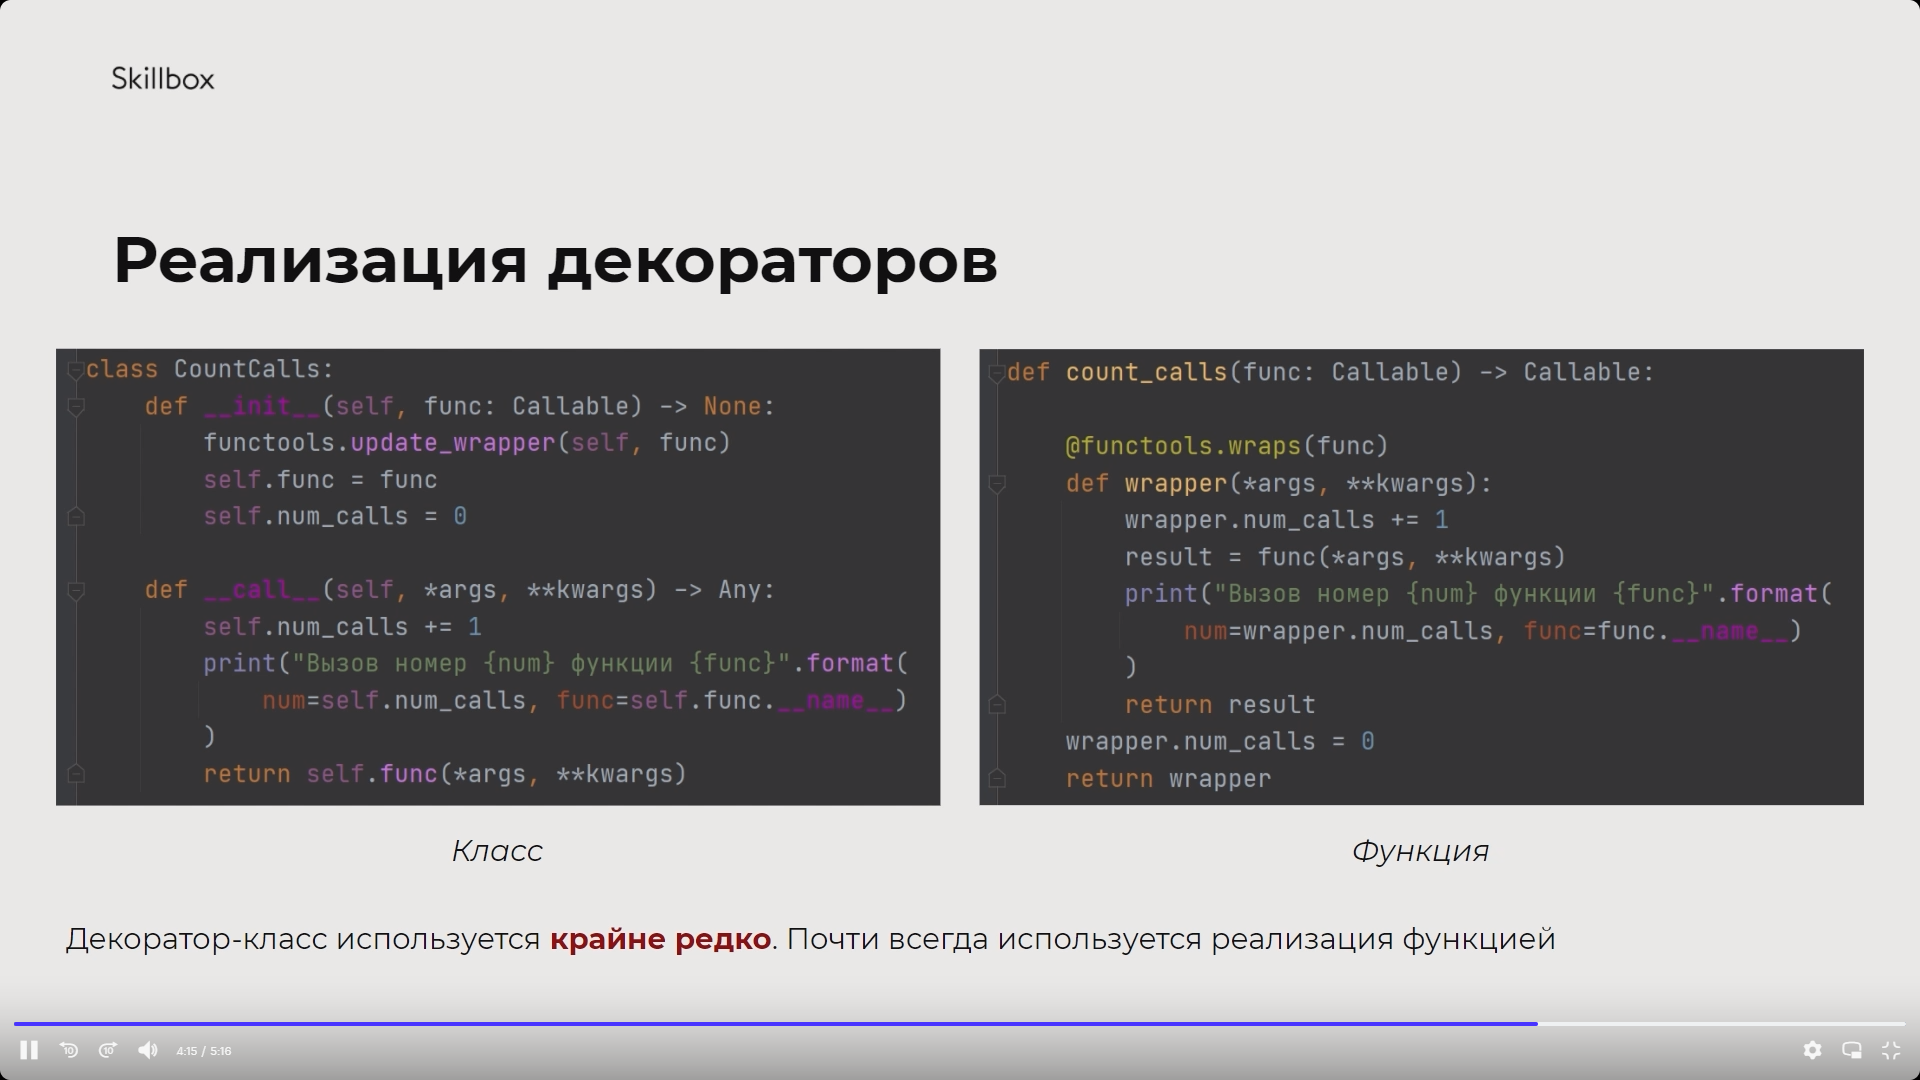 Skillbox
Реализация декораторов
class CountCalls:
    def __init__(self, func: Callable) -> None:
        functools.update_wrapper(self, func)
        self.func = func
        self.num_calls = 0
    def __call__(self, *args, **kwargs) -> Any:
        self.num_calls += 1
        print("Вызов номер {num} функции {func}".format(
            num=self.num_calls, func=self.func.__name__)
        )
        return self.func(*args, **kwargs)
Класс
def count_calls(func: Callable) -> Callable:
    @functools.wraps(func)
    def wrapper(*args, **kwargs):
        wrapper.num_calls += 1
        result = func(*args, **kwargs)
        print("Вызов номер {num} функции {func}".format(
            num=wrapper.num_calls, func=func.__name__)
        )
        return result
    wrapper.num_calls = 0
    return wrapper
Функция
Декоратор-класс используется крайне редко. Почти всегда используется реализация функцией
10 10 4:15 / 5:16